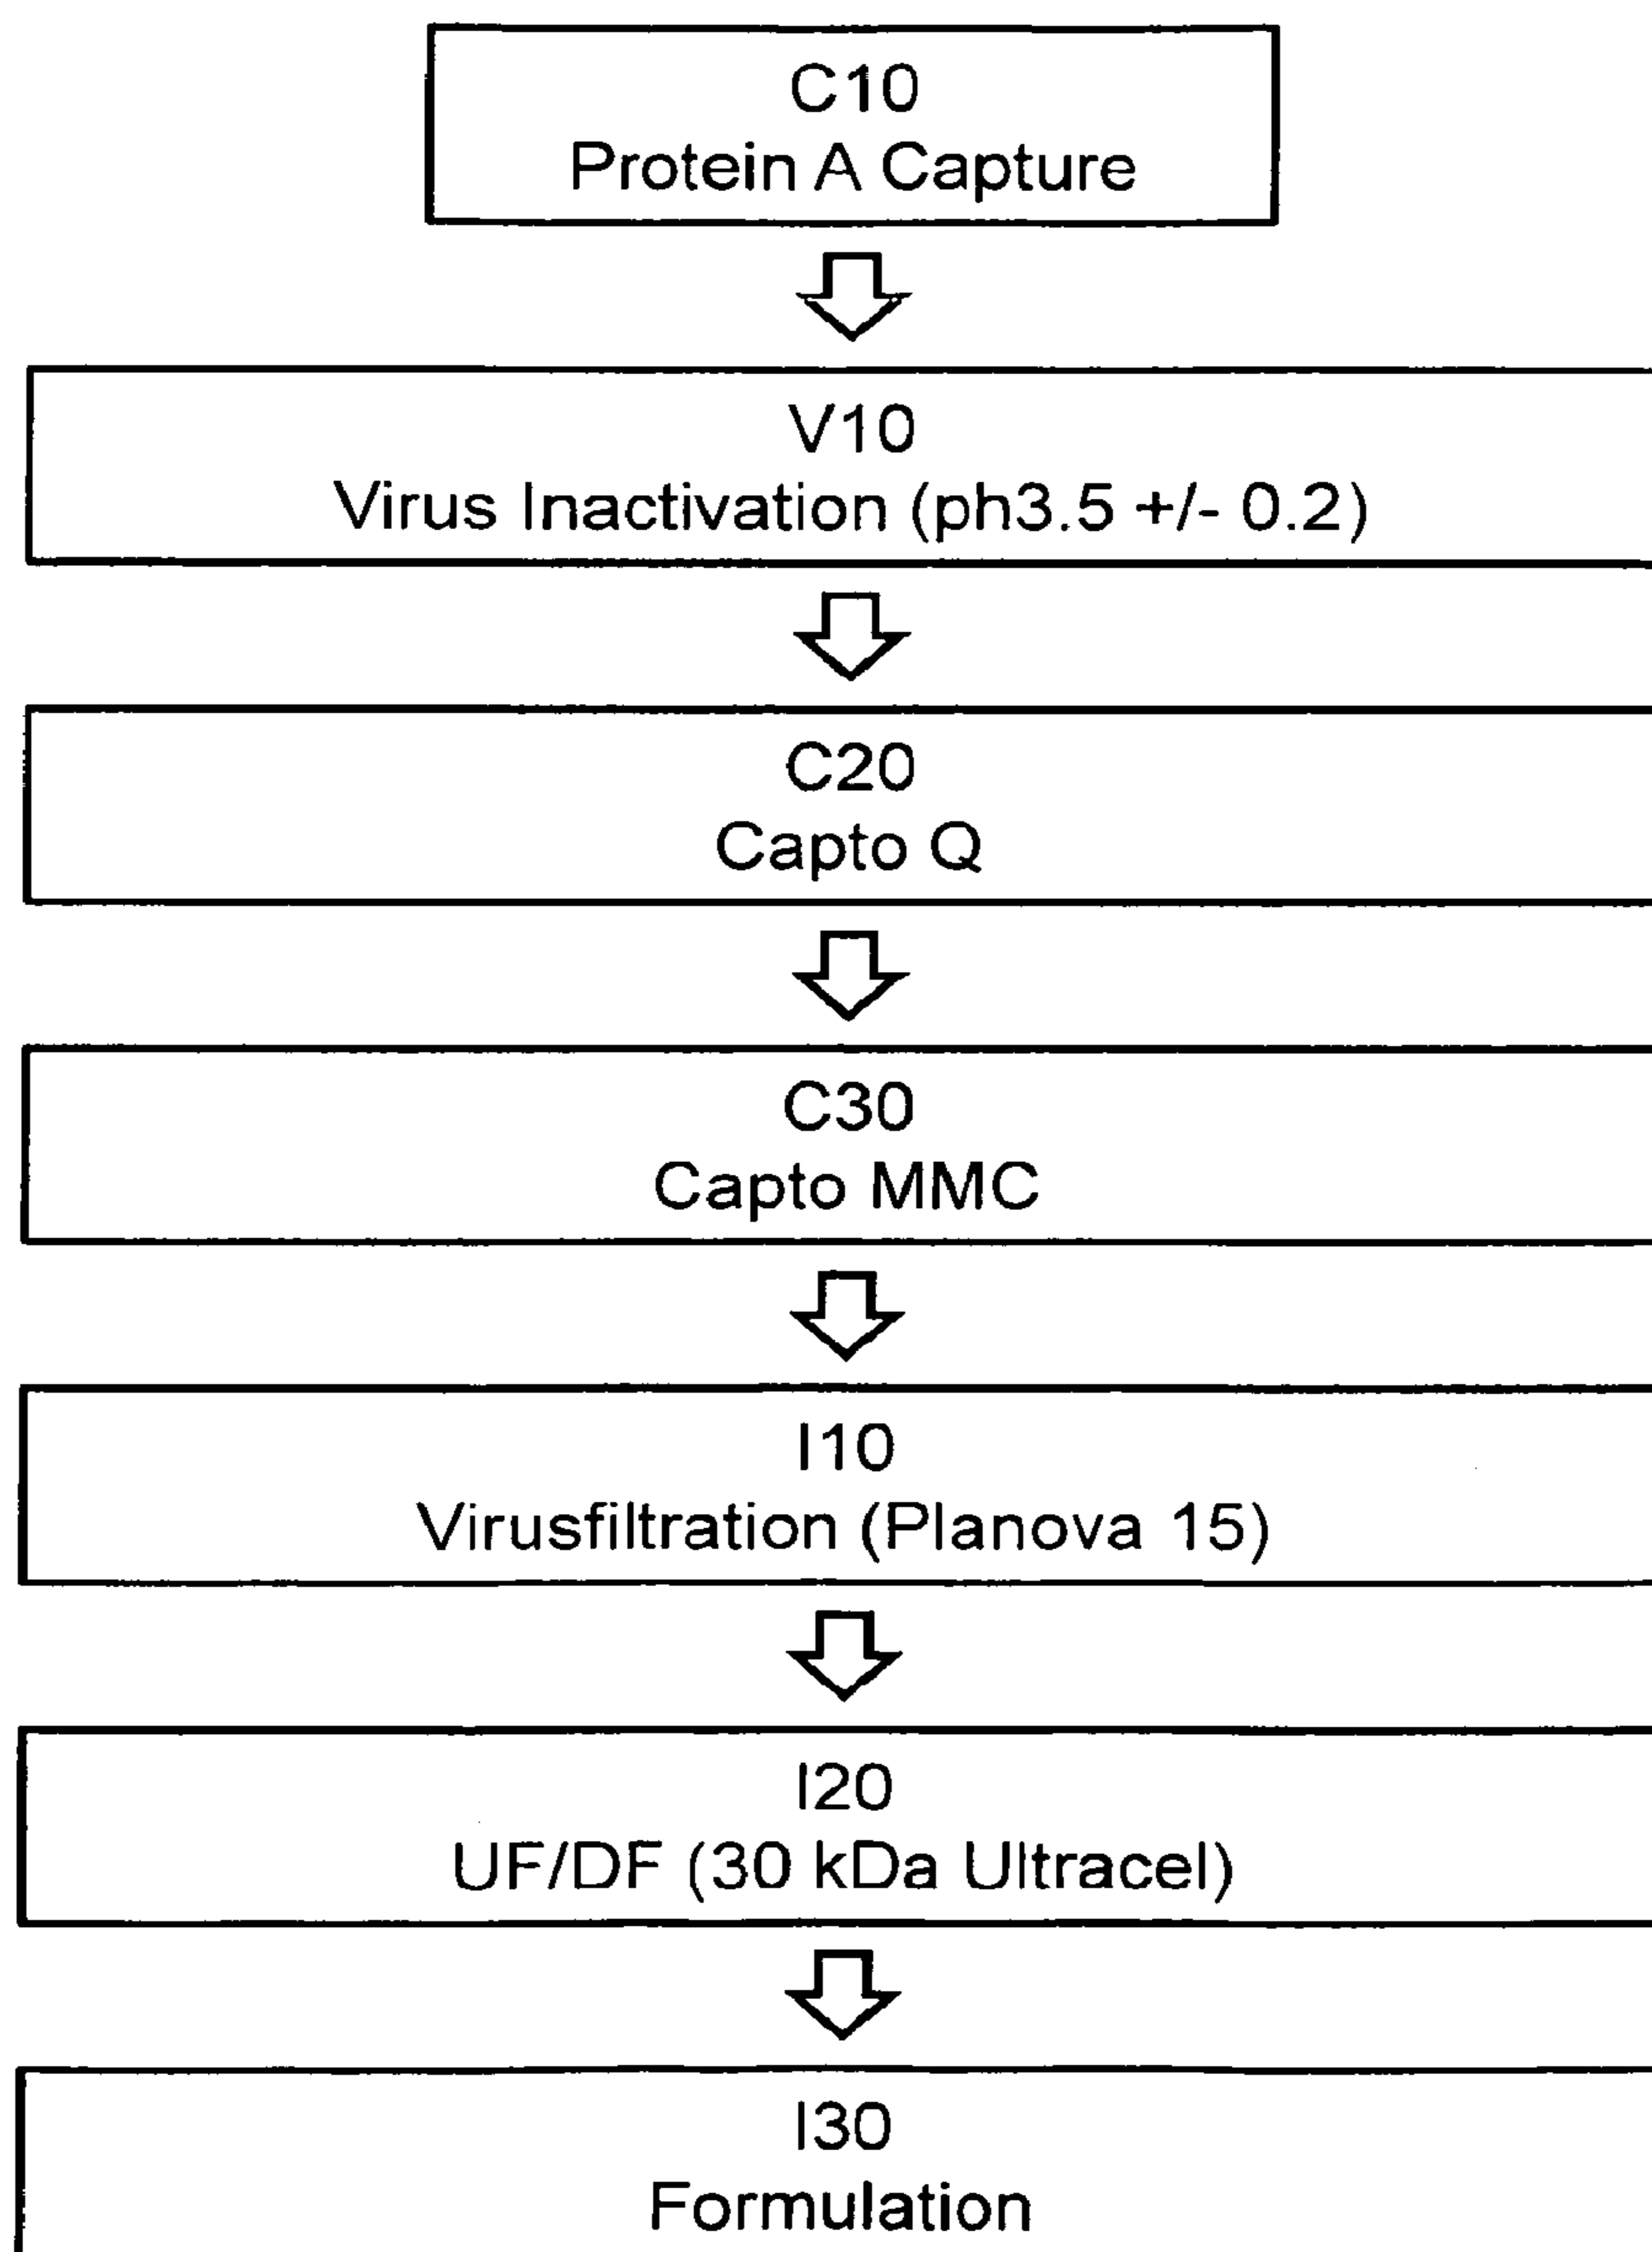 C10
Protein A Capture
V10
Virus Inactivation (ph3.5 +/- 0.2)
C20
Capto Q
C30
Capto MMC
I10
Virusfiltration (Planova 15)
I20
UF/DF (30 kDa Ultracel)
I30
Formulation